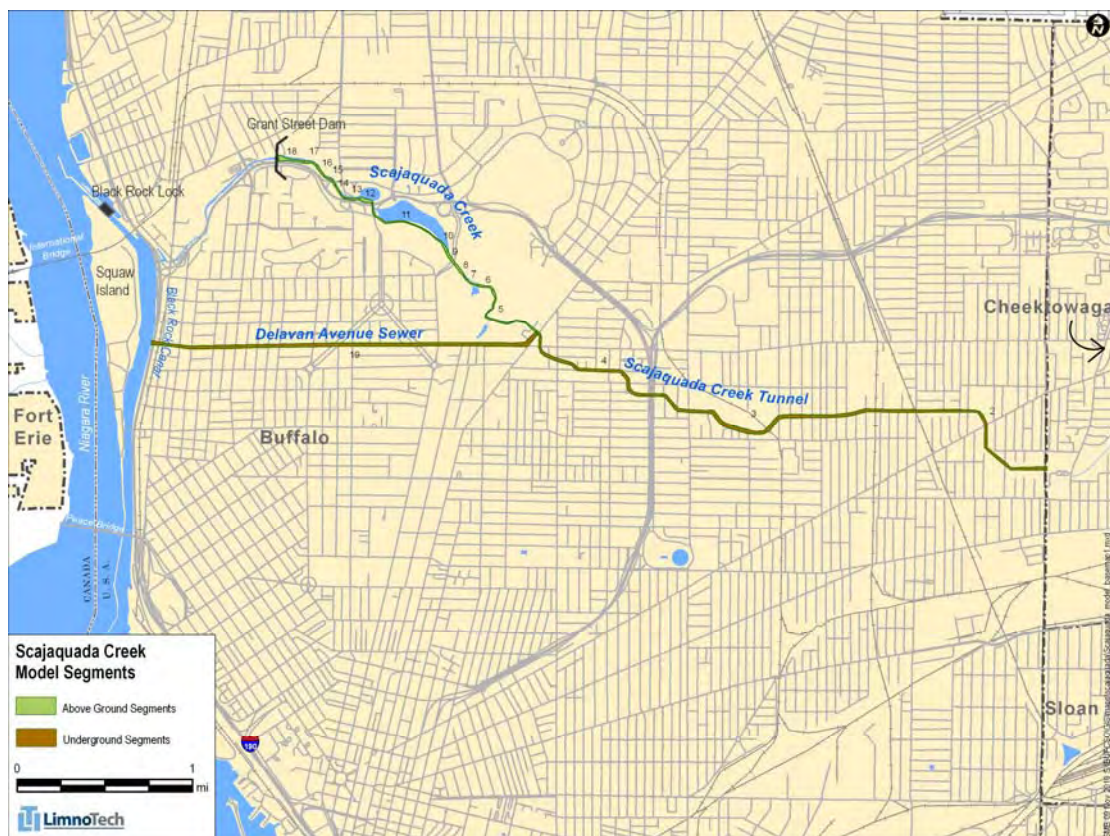 Grant Street Dam
18
17
16
15
14
13
12
11
10
9
8
7
6
5
4
3
2
19
Scajaquada Creek
Black Rock Lock
International
Bridge
Squaw
Island
Black Rock Canal
Delavan Avenue Sewer
Cheektowaga
Scajaquada Creek Tunnel
Niagara River
Fort
Erie
Buffalo
Peace Bridge
CANADA
U. S. A.
Scajaquada Creek
Model Segments
Above Ground Segments
Underground Segments
0 1
mi
LimnoTech
190
Sloan
N